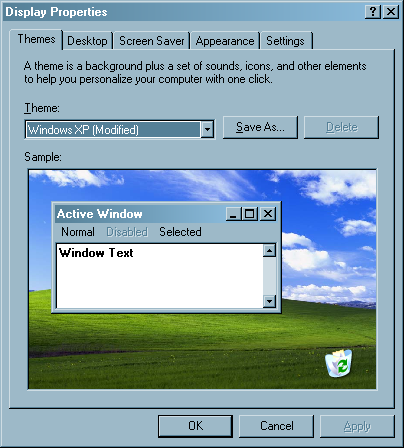 Display Properties
Themes Desktop Screen Saver Appearance Settings
A theme is a background plus a set of sounds, icons, and other elements
to help you personalize your computer with one click.
Theme:
Windows XP (Modified) Save As... Delete
Sample:
Active Window
Normal Disabled Selected
Window Text
OK Cancel Apply